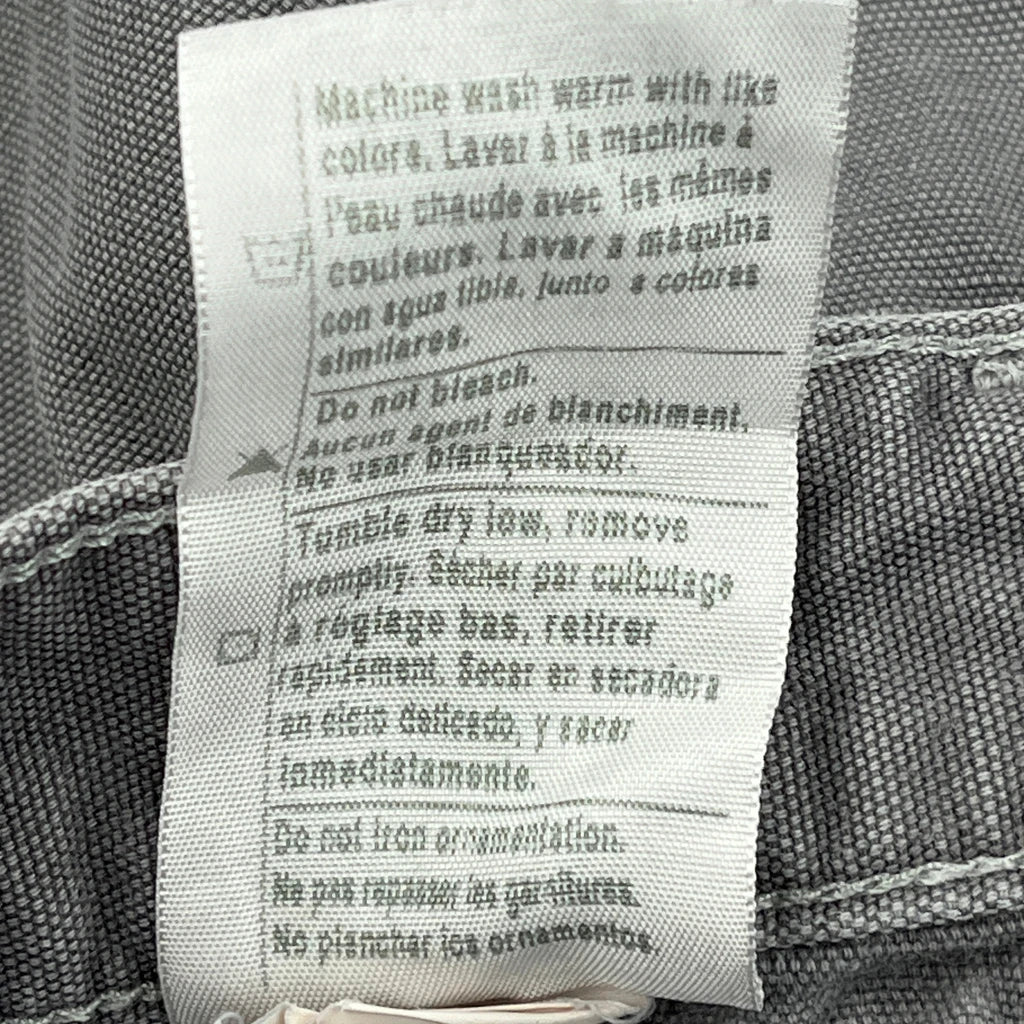 Machine wash warm with like
colors. Laver à la machine à
l'eau chaude avec les mêmes
couleurs. Lavar a máquina
con agua tibia, junto a colores
similares.
Do not bleach.
Aucun agent de blanchiment.
No usar blanqueador.
Tumble dry low, remove
promptly. Sécher par culbutage
à réglage bas, retirer
rapidement. Secar en secadora
en ciclo delicado, y sacar
inmediatamente.
Do not iron ornamentation.
Ne pas repasser les garnitures.
No planchar los ornamentos.